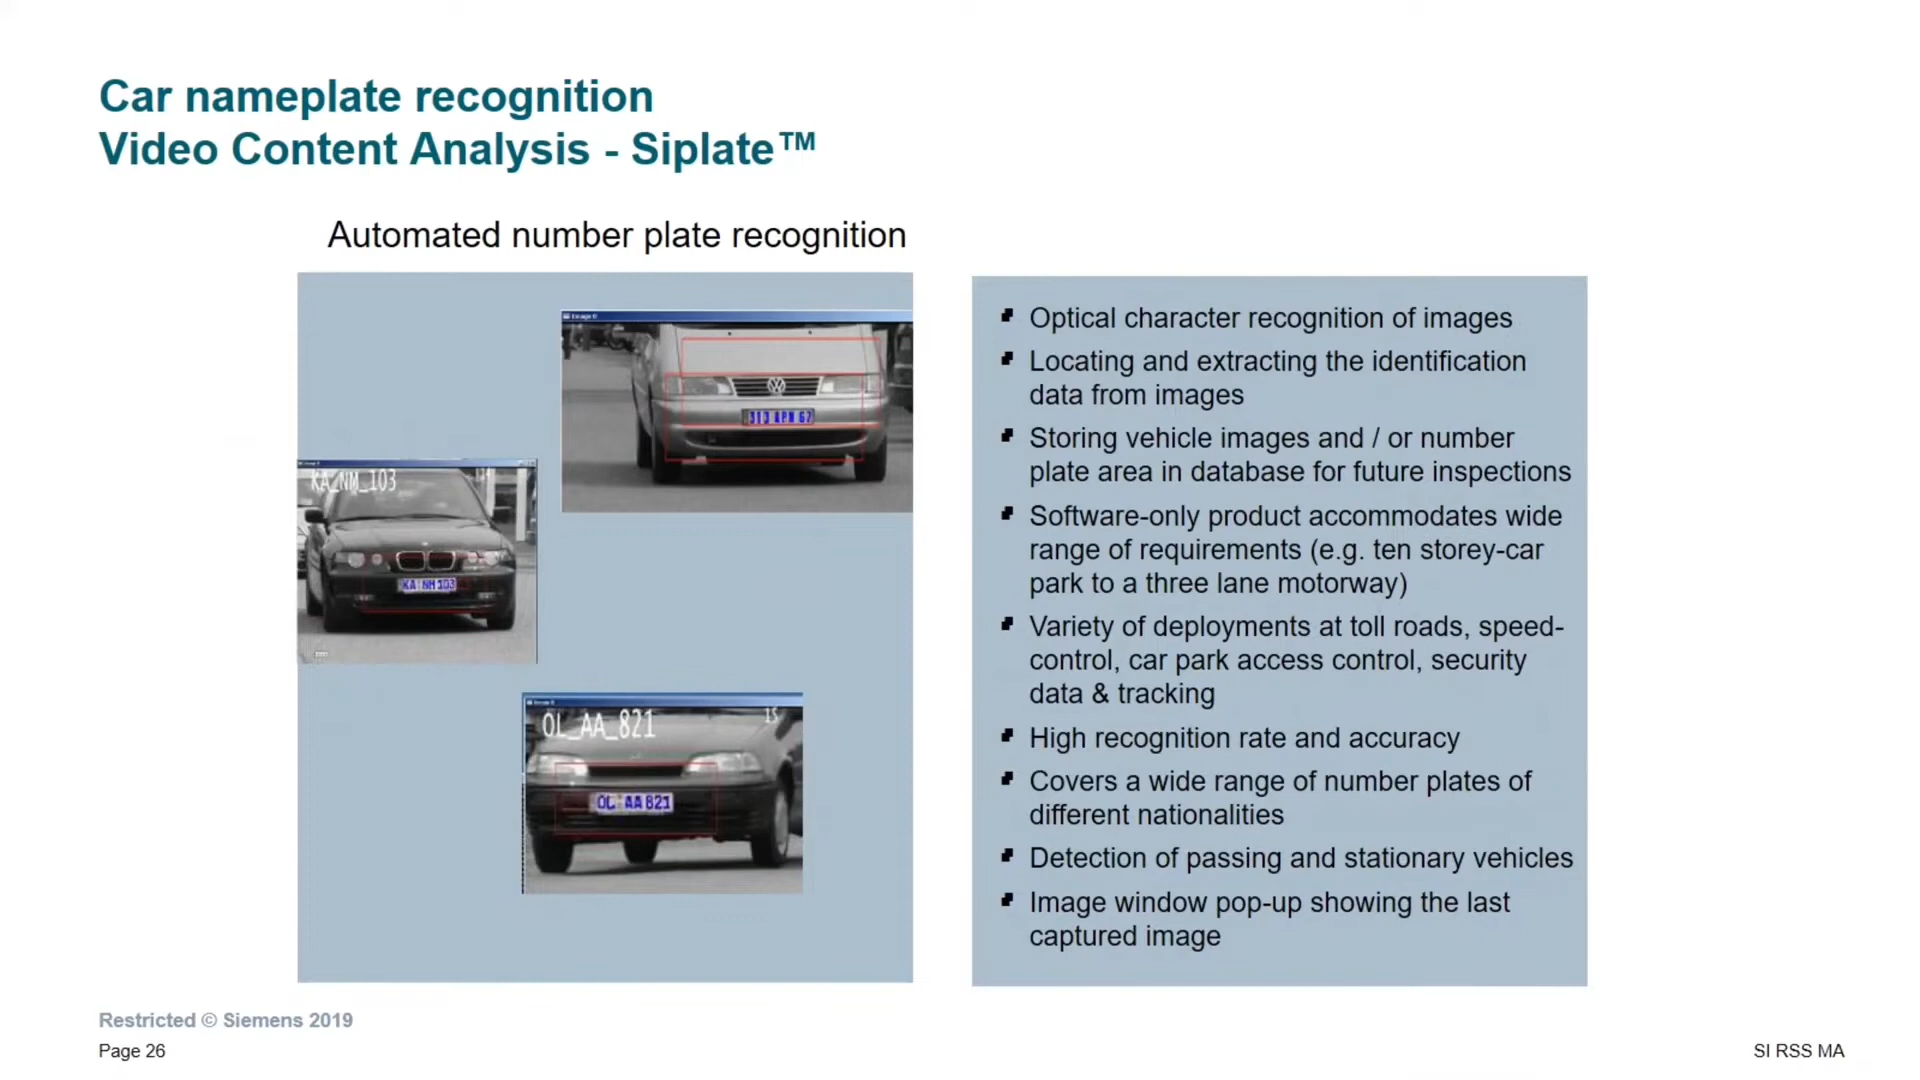 Car nameplate recognition
Video Content Analysis - Siplate™
Automated number plate recognition
313 APN 67
KA_NM_103
KA NM 103
OL_AA_821
15
OL AA 821
Optical character recognition of images
Locating and extracting the identification
data from images
Storing vehicle images and / or number
plate area in database for future inspections
Software-only product accommodates wide
range of requirements (e.g. ten storey-car
park to a three lane motorway)
Variety of deployments at toll roads, speed-
control, car park access control, security
data & tracking
High recognition rate and accuracy
Covers a wide range of number plates of
different nationalities
Detection of passing and stationary vehicles
Image window pop-up showing the last
captured image
Restricted © Siemens 2019
Page 26
SI RSS MA